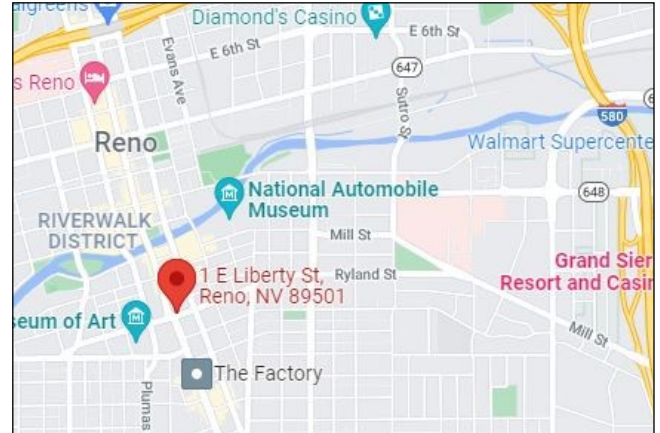 algreens
Diamond's Casino
E 6th St
E 6th St
Evans Ave
647
Sutro St
s Reno
580
Reno
Walmart Supercente
National Automobile
Museum
648
RIVERWALK
DISTRICT
Mill St
Grand Sier
Resort and Casin
1 E Liberty St,
Reno, NV 89501
Ryland St
seum of Art
Mill St
The Factory
Plumas